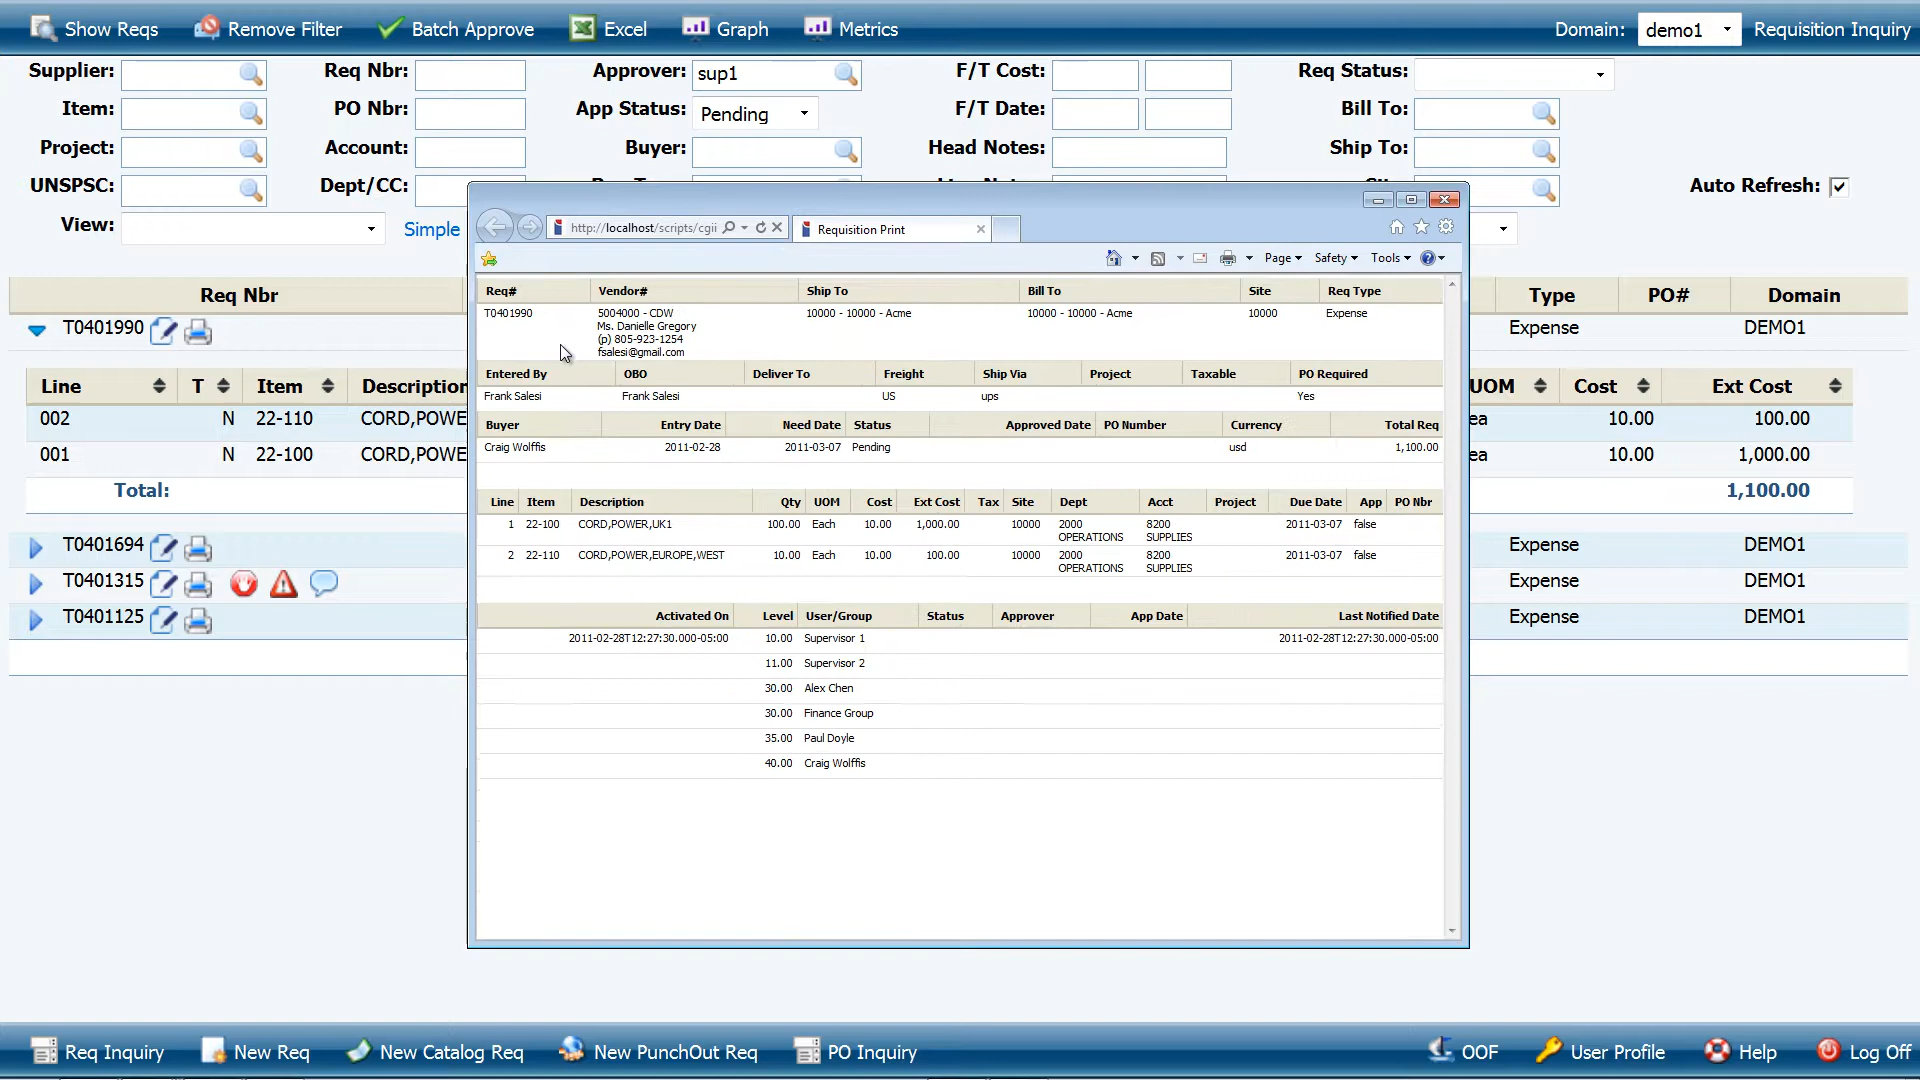 Show Reqs Remove Filter Batch Approve Excel Graph Metrics Domain: demo1 Requisition Inquiry
Supplier: Req Nbr: Approver: sup1 F/T Cost: Req Status:
Item: PO Nbr: App Status: Pending F/T Date: Bill To:
Project: Account: Buyer: Head Notes: Ship To:
UNSPSC: Dept/CC: Auto Refresh:
View: Simple
http://localhost/scripts/cgii Requisition Print
Page Safety Tools
Req Nbr Type PO# Domain
T0401990 Expense DEMO1
Line T Item Description UOM Cost Ext Cost
002 N 22-110 CORD,POWE ea 10.00 100.00
001 N 22-100 CORD,POWE ea 10.00 1,000.00
Total: 1,100.00
T0401694 Expense DEMO1
T0401315 Expense DEMO1
T0401125 Expense DEMO1
Req# Vendor# Ship To Bill To Site Req Type
T0401990 5004000 - CDW 10000 - 10000 - Acme 10000 - 10000 - Acme 10000 Expense
Ms. Danielle Gregory
(p) 805-923-1254
fsalesi@gmail.com
Entered By OBO Deliver To Freight Ship Via Project Taxable PO Required
Frank Salesi Frank Salesi US ups Yes
Buyer Entry Date Need Date Status Approved Date PO Number Currency Total Req
Craig Wolffis 2011-02-28 2011-03-07 Pending usd 1,100.00
Line Item Description Qty UOM Cost Ext Cost Tax Site Dept Acct Project Due Date App PO Nbr
1 22-100 CORD,POWER,UK1 100.00 Each 10.00 1,000.00 10000 2000 8200 2011-03-07 false
OPERATIONS SUPPLIES
2 22-110 CORD,POWER,EUROPE,WEST 10.00 Each 10.00 100.00 10000 2000 8200 2011-03-07 false
OPERATIONS SUPPLIES
Activated On Level User/Group Status Approver App Date Last Notified Date
2011-02-28T12:27:30.000-05:00 10.00 Supervisor 1 2011-02-28T12:27:30.000-05:00
11.00 Supervisor 2
30.00 Alex Chen
30.00 Finance Group
35.00 Paul Doyle
40.00 Craig Wolffis
Req Inquiry New Req New Catalog Req New PunchOut Req PO Inquiry OOF User Profile Help Log Off